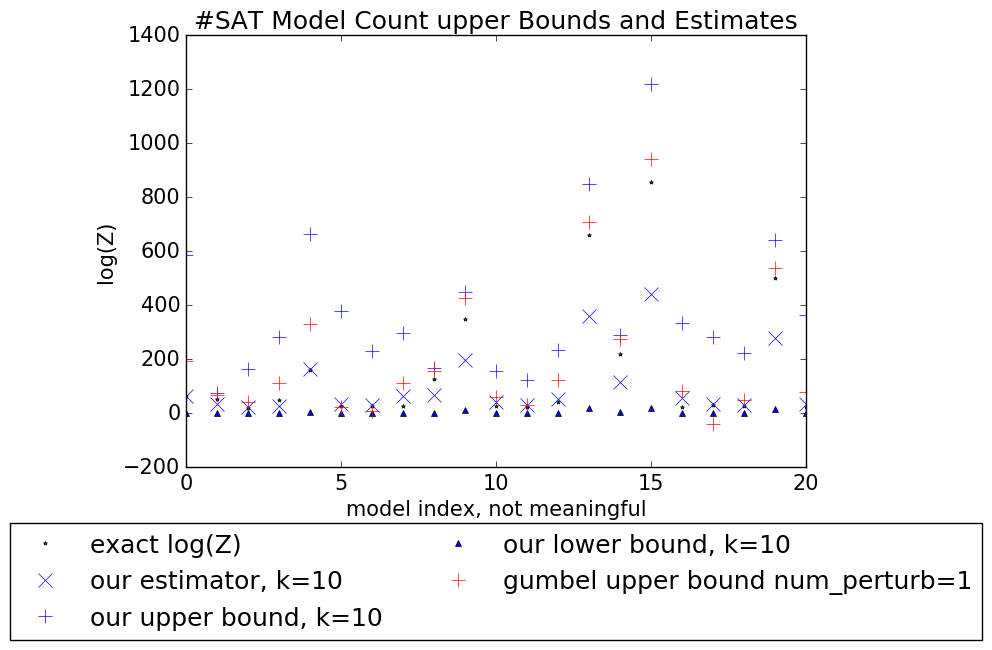 #SAT Model Count upper Bounds and Estimates
1400
1200
1000
800
600
400
200
0
−200
log(Z)
0 5 10 15 20
model index, not meaningful
exact log(Z)
our estimator, k=10
our upper bound, k=10
our lower bound, k=10
gumbel upper bound num_perturb=1